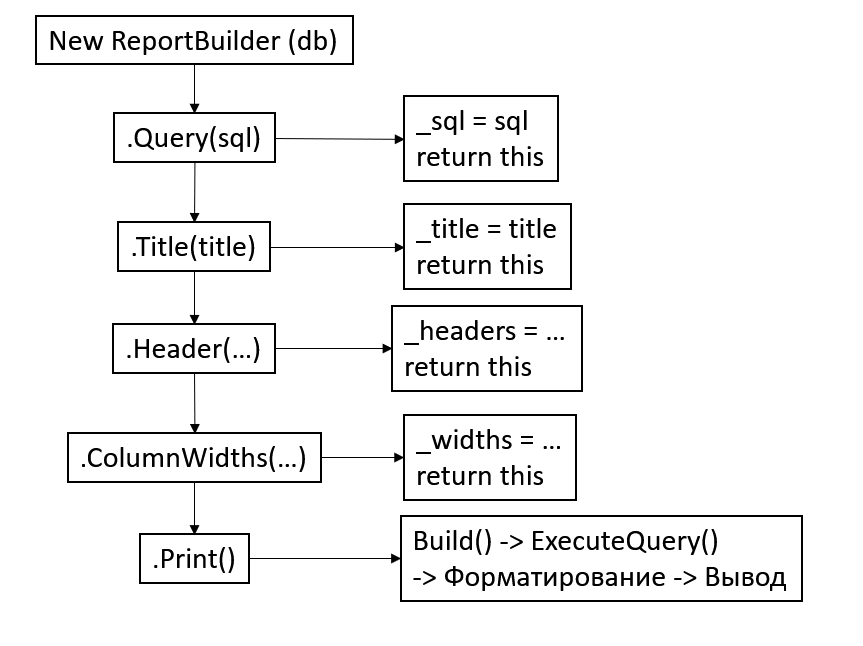 New ReportBuilder (db)
.Query(sql)
_sql = sql
return this
.Title(title)
_title = title
return this
.Header(...)
_headers = ...
return this
.ColumnWidths(...)
_widths = ...
return this
.Print()
Build() -> ExecuteQuery()
-> Форматирование -> Вывод